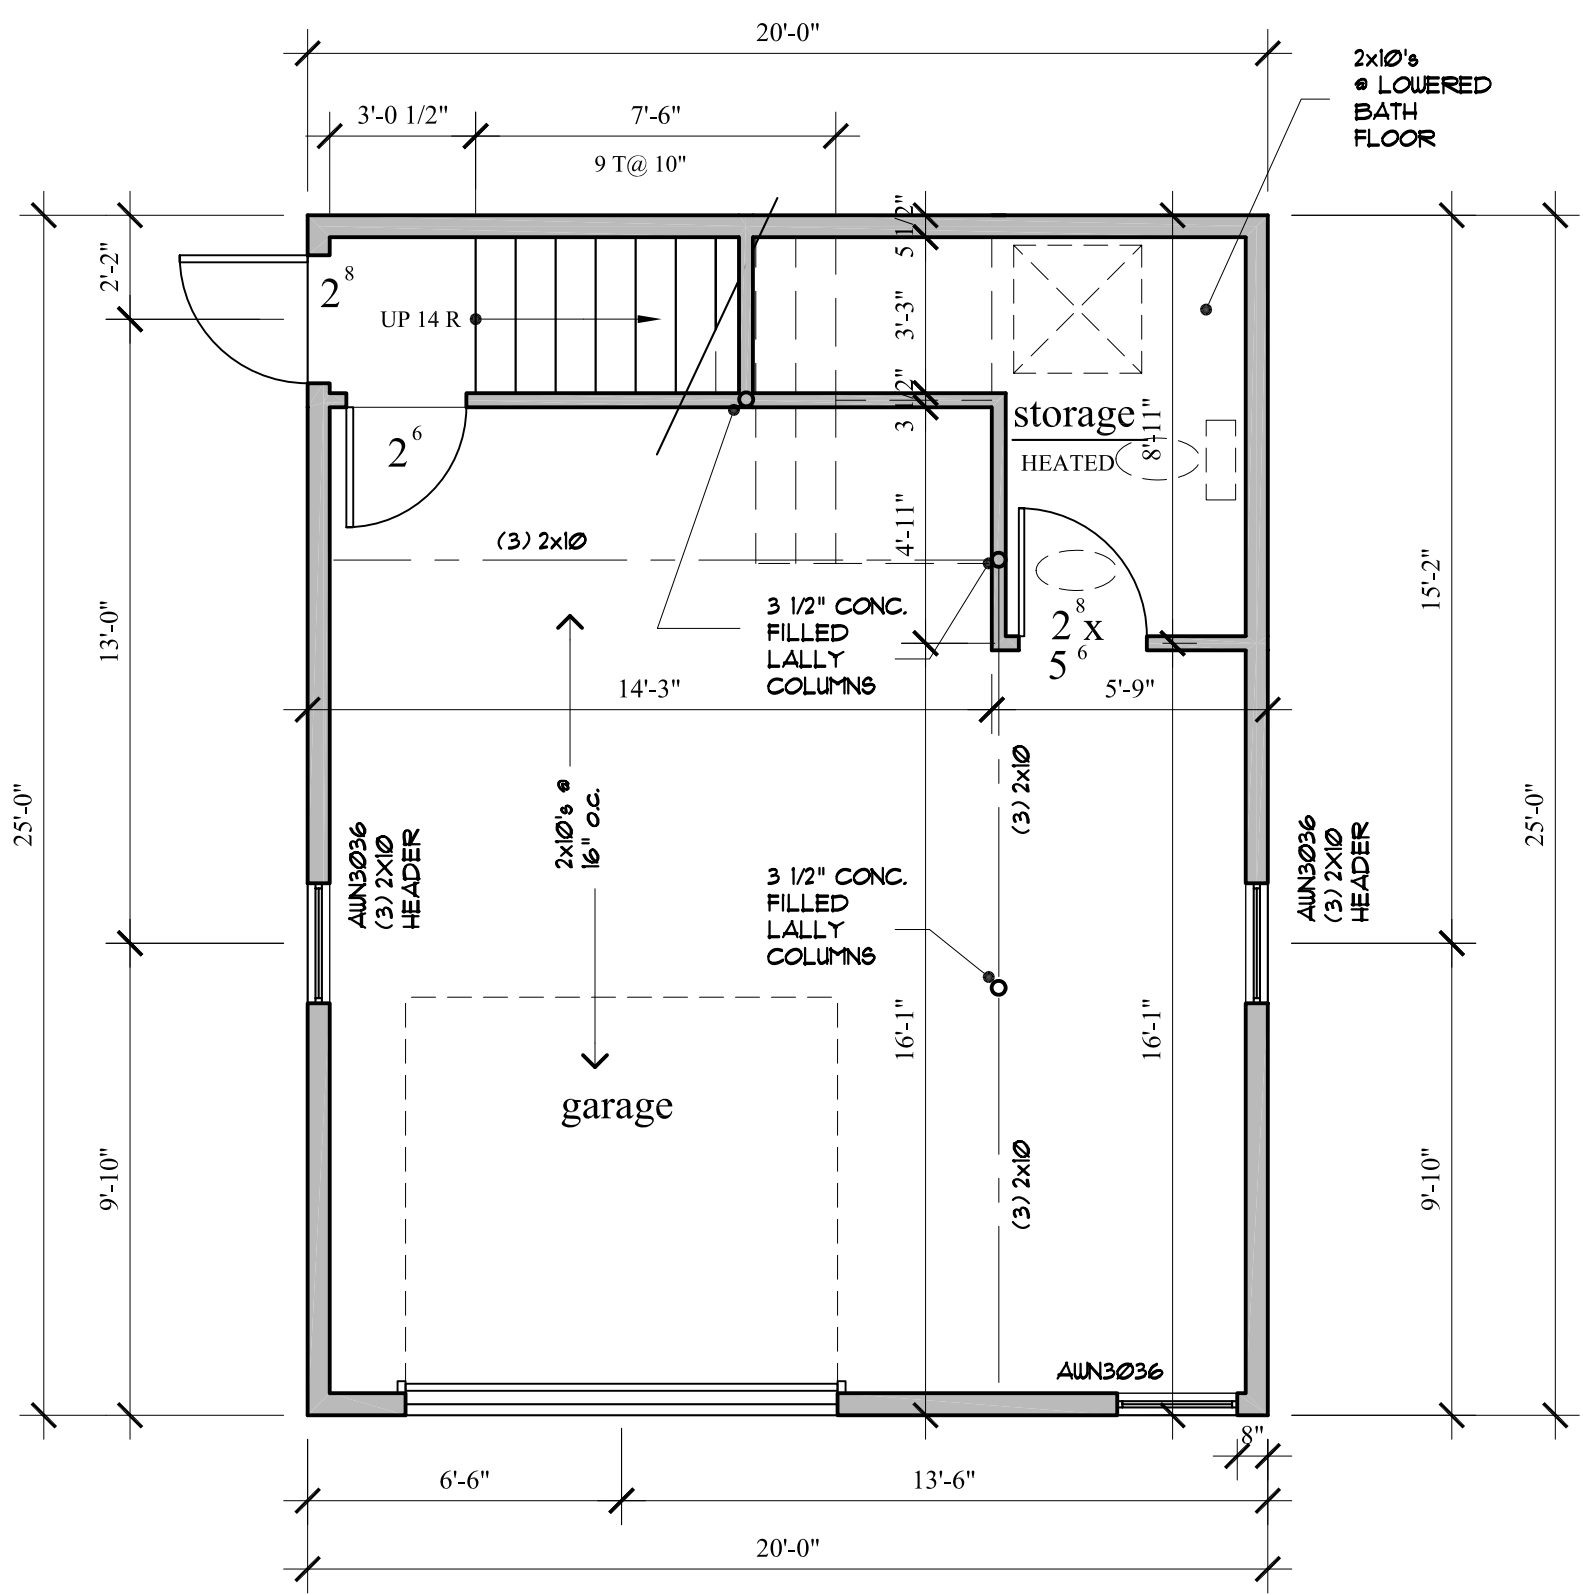 20'-0"
2x10's
@ LOWERED
BATH
FLOOR
3'-0 1/2"
7'-6"
9 T@ 10"
2'-2"
2 8
UP 14 R
5 1/2"
3'-3"
3 1/2"
storage
HEATED
8'-11"
2 6
(3) 2x10
4'-11"
13'-0"
15'-2"
3 1/2" CONC.
FILLED
LALLY
COLUMNS
2 8 x
5 6
14'-3"
5'-9"
(3) 2x10
25'-0"
AWN3036
(3) 2X10
HEADER
2x10's @
16" O.C.
25'-0"
AWN3036
(3) 2X10
HEADER
3 1/2" CONC.
FILLED
LALLY
COLUMNS
16'-1"
16'-1"
garage
9'-10"
(3) 2x10
9'-10"
AWN3036
8"
6'-6"
13'-6"
20'-0"